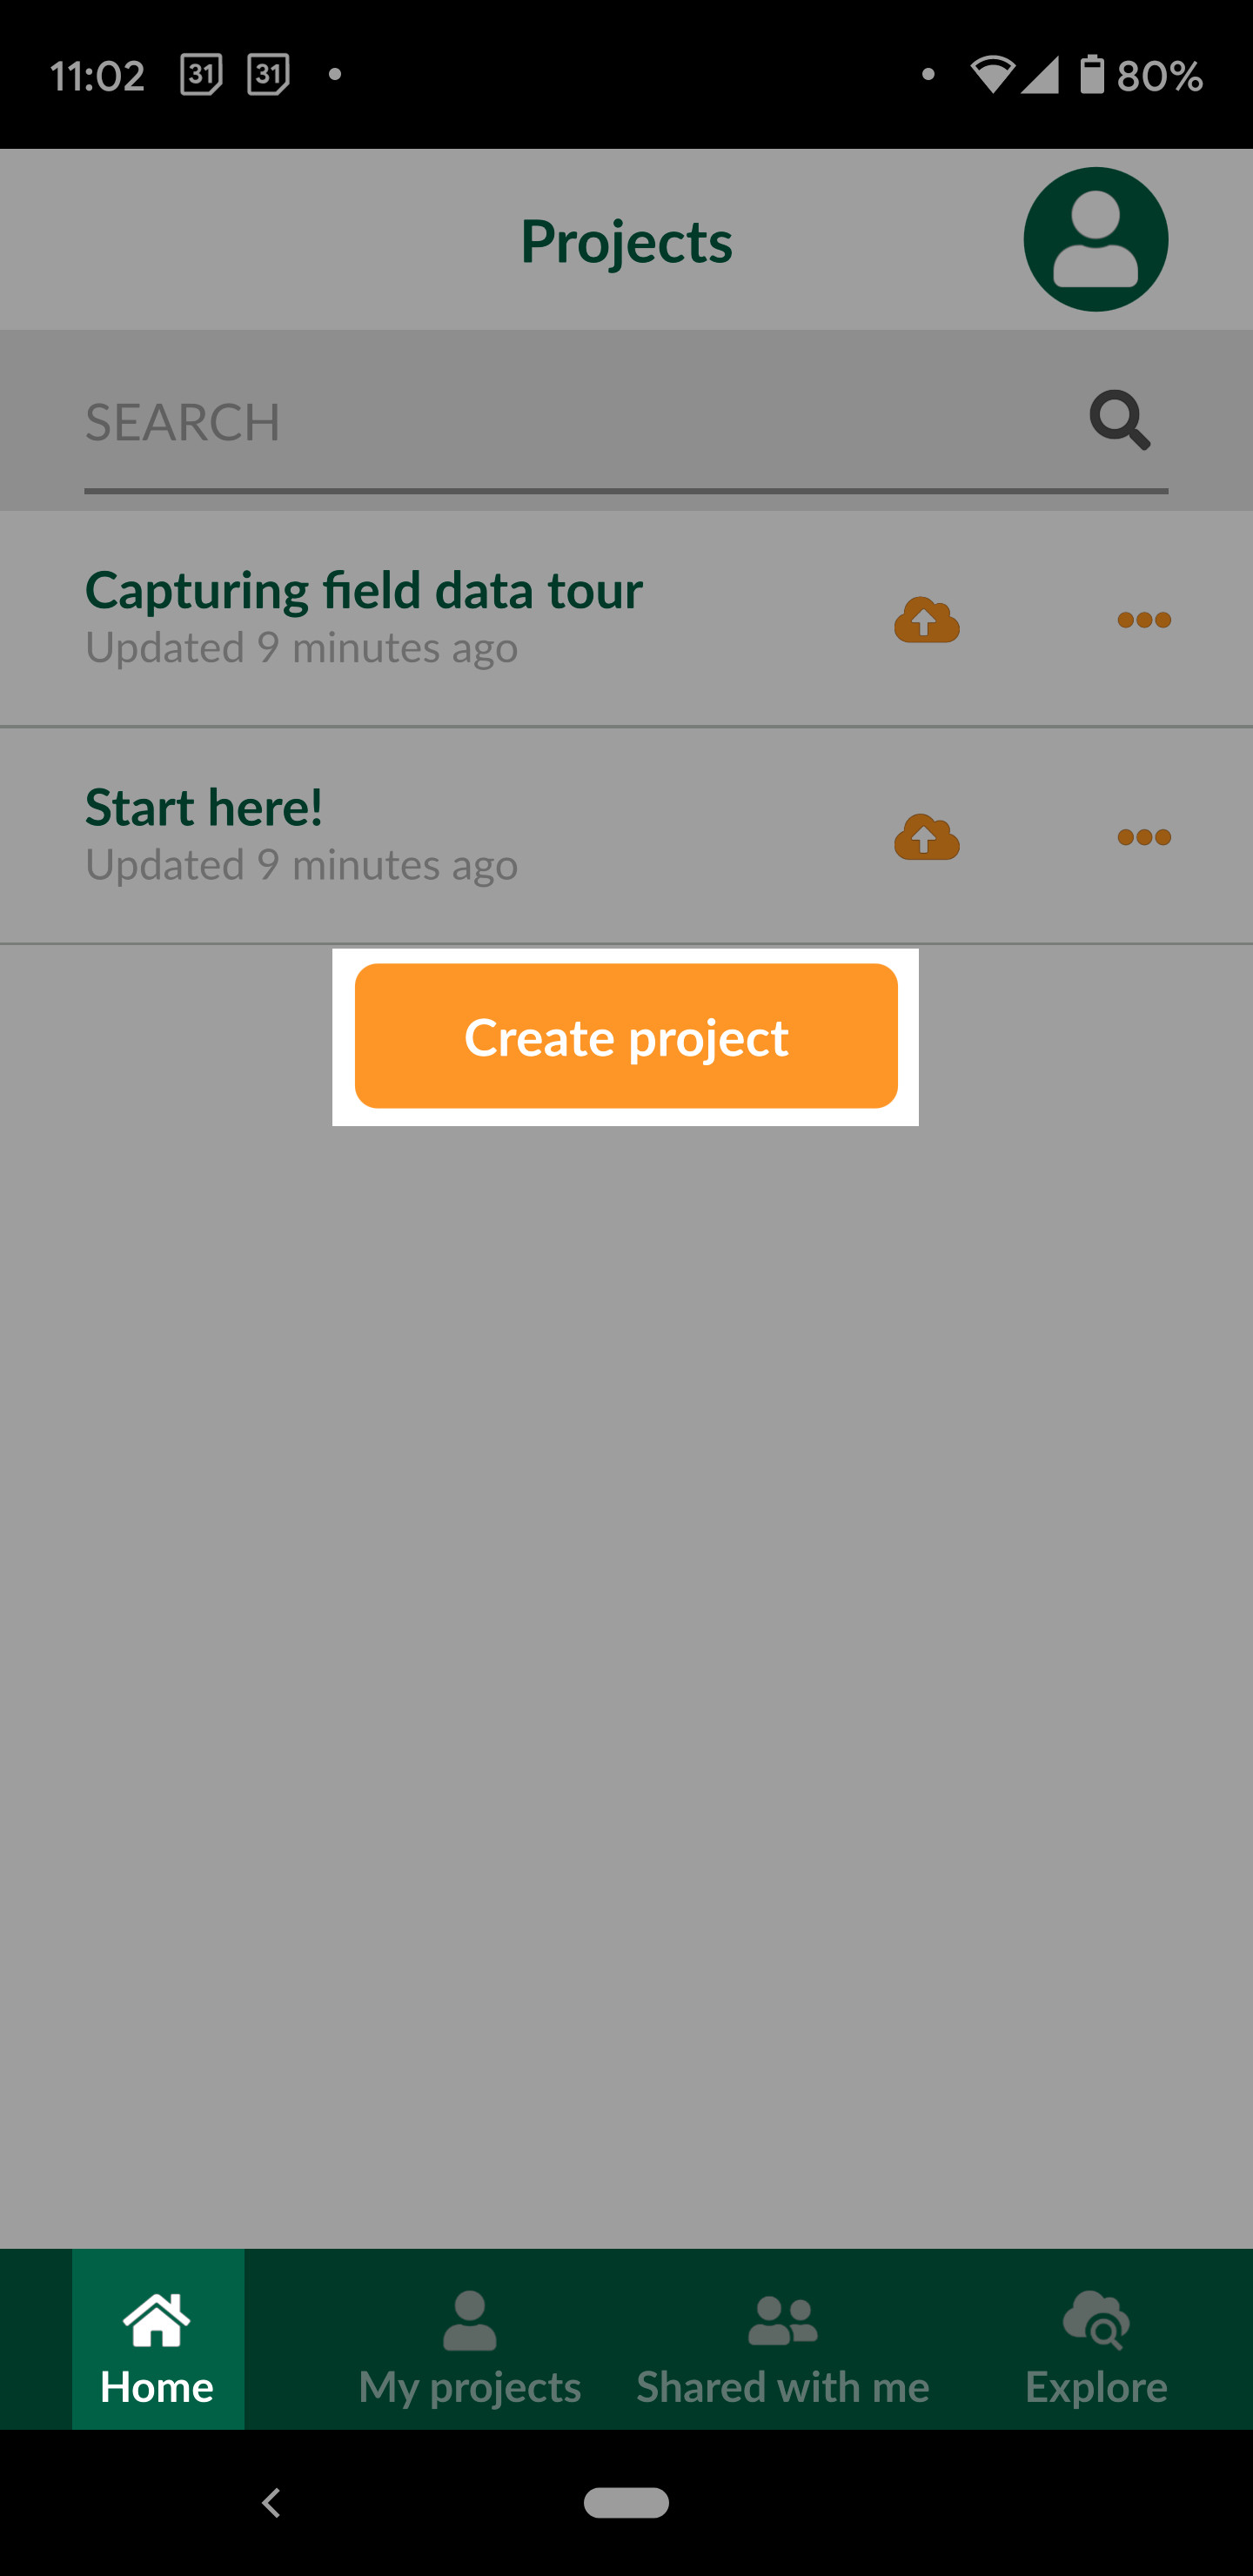 11:02 31 31 80%
Projects
SEARCH
Capturing field data tour
Updated 9 minutes ago
Start here!
Updated 9 minutes ago
Create project
Home My projects Shared with me Explore